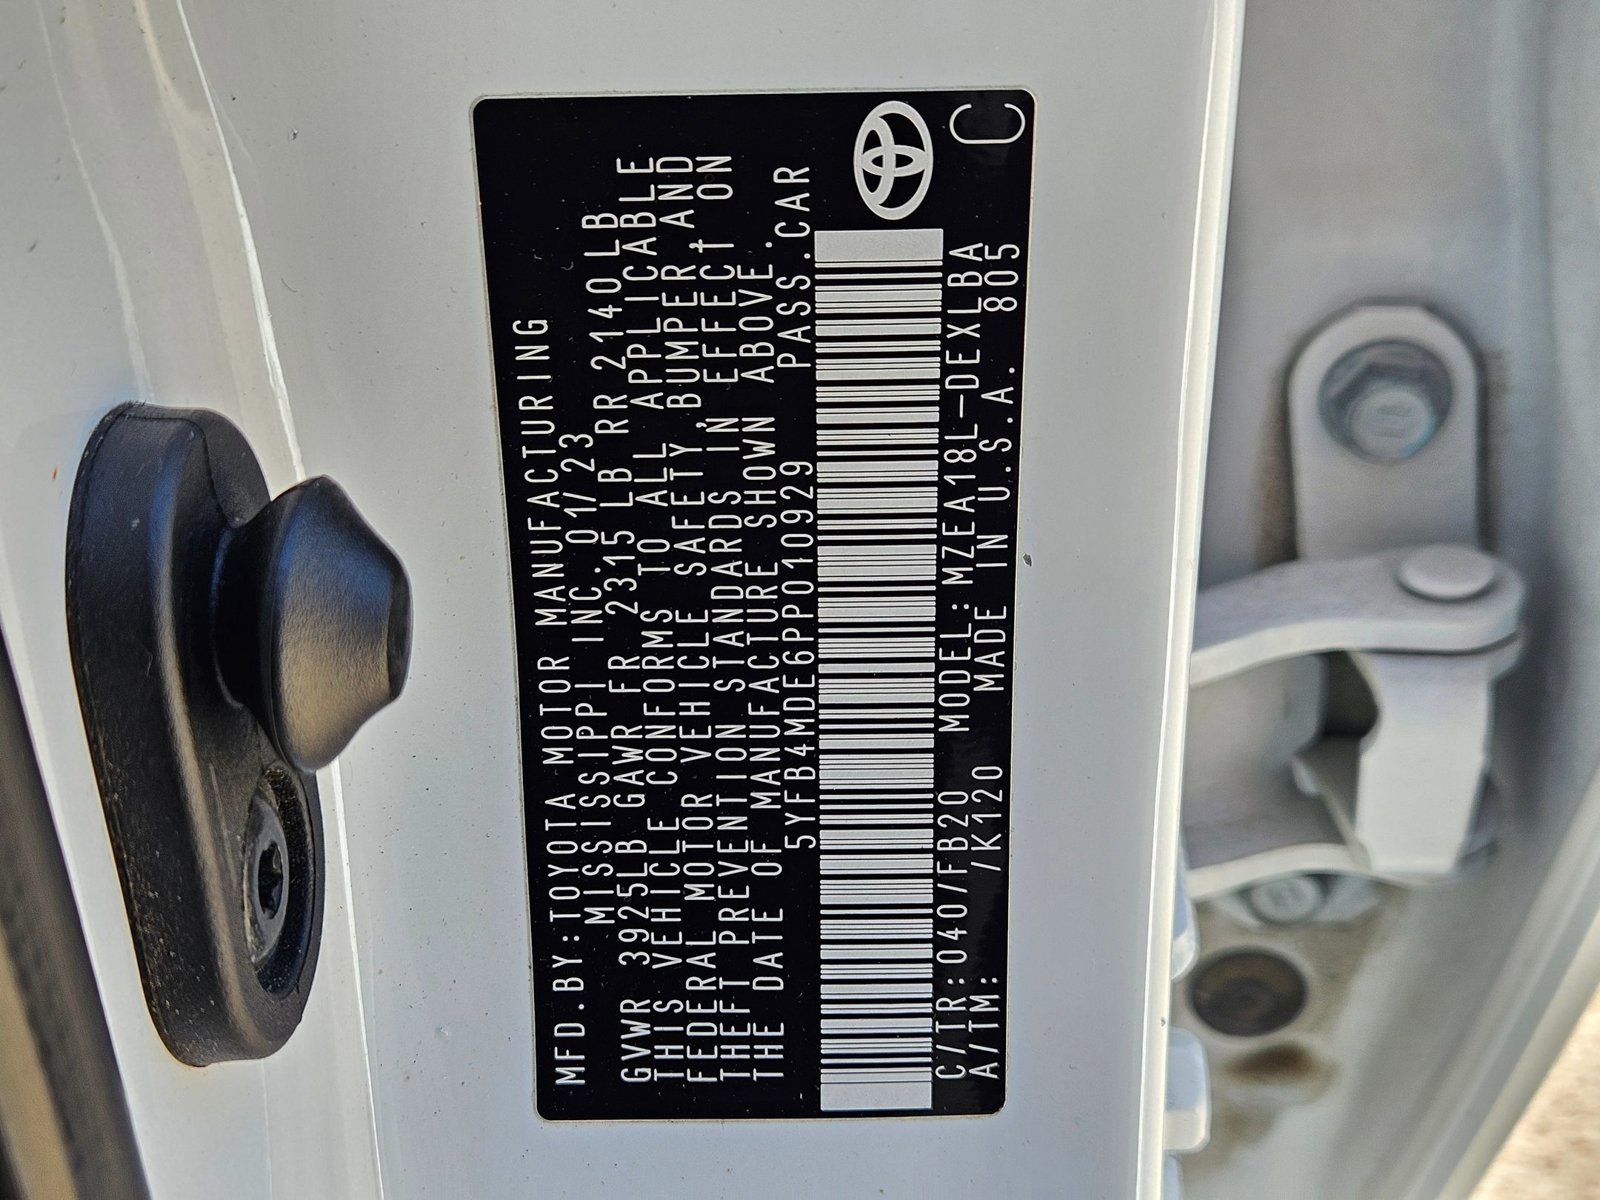 MFD.BY:TOYOTA MOTOR MANUFACTURING
MISSISSIPPI INC. 01/23
GVWR 3925LB GAWR FR 2315 LB RR 2140LB
THIS VEHICLE CONFORMS TO ALL APPLICABLE
FEDERAL MOTOR VEHICLE SAFETY,BUMPER,AND
THEFT PREVENTION STANDARDS IN EFFECT ON
THE DATE OF MANUFACTURE SHOWN ABOVE.
5YFB4MDE6PP010929 PASS.CAR
C/TR:040/FB20 MODEL:MZEA18L-DEXLBA
A/TM: /K120 MADE IN U.S.A. 805
C